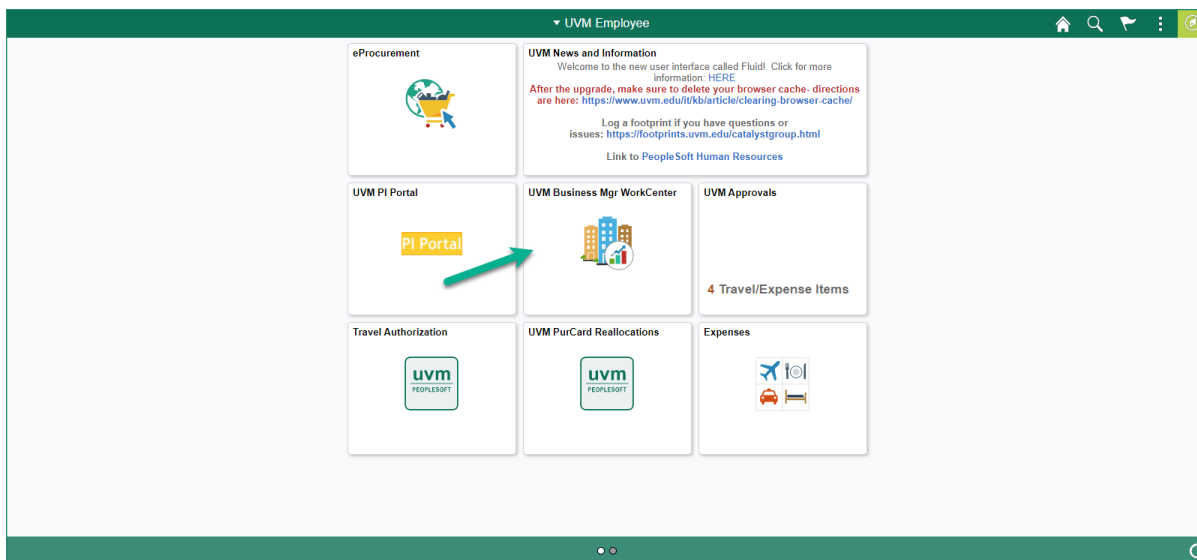 UVM Employee
eProcurement
UVM News and Information
Welcome to the new user interface called Fluid! Click for more
information: HERE
After the upgrade, make sure to delete your browser cache- directions
are here: https://www.uvm.edu/it/kb/article/clearing-browser-cache/
Log a footprint if you have questions or
issues: https://footprints.uvm.edu/catalystgroup.html
Link to PeopleSoft Human Resources
UVM PI Portal
PI Portal
UVM Business Mgr WorkCenter
UVM Approvals
4 Travel/Expense Items
Travel Authorization
uvm
PEOPLESOFT
UVM PurCard Reallocations
uvm
PEOPLESOFT
Expenses